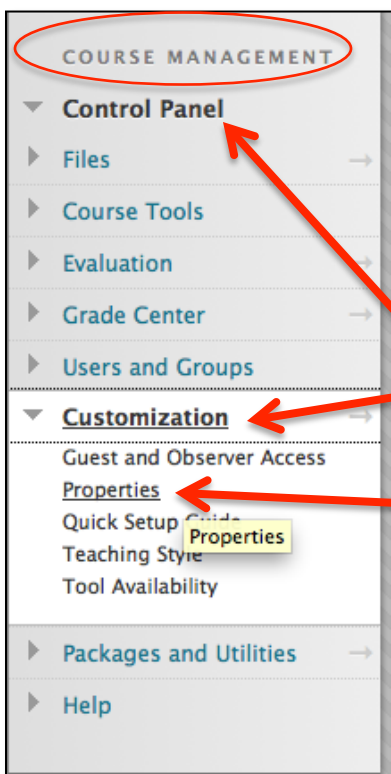 COURSE MANAGEMENT
Control Panel
Files
Course Tools
Evaluation
Grade Center
Users and Groups
Customization
Guest and Observer Access
Properties
Quick Setup Guide
Properties
Teaching Style
Tool Availability
Packages and Utilities
Help